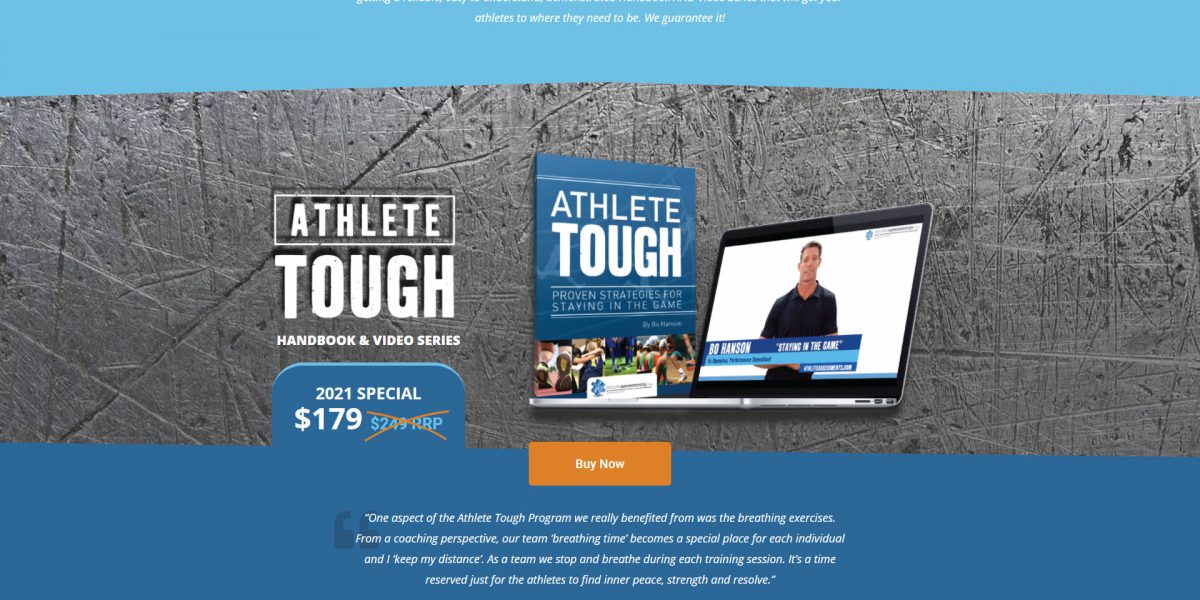 athletes to where they need to be. We guarantee it!
ATHLETE
TOUGH
HANDBOOK & VIDEO SERIES
2021 SPECIAL
$179 $249 RRP
ATHLETE
TOUGH
PROVEN STRATEGIES FOR
STAYING IN THE GAME
By Bo Hanson
BO HANSON "STAYING IN THE GAME"
4x Olympian, Performance Consultant
ATHLETEASSESSMENTS.COM
Buy Now
“One aspect of the Athlete Tough Program we really benefited from was the breathing exercises.
From a coaching perspective, our team ‘breathing time’ becomes a special place for each individual
and I ‘keep my distance’. As a team we stop and breathe during each training session. It’s a time
reserved just for the athletes to find inner peace, strength and resolve.”